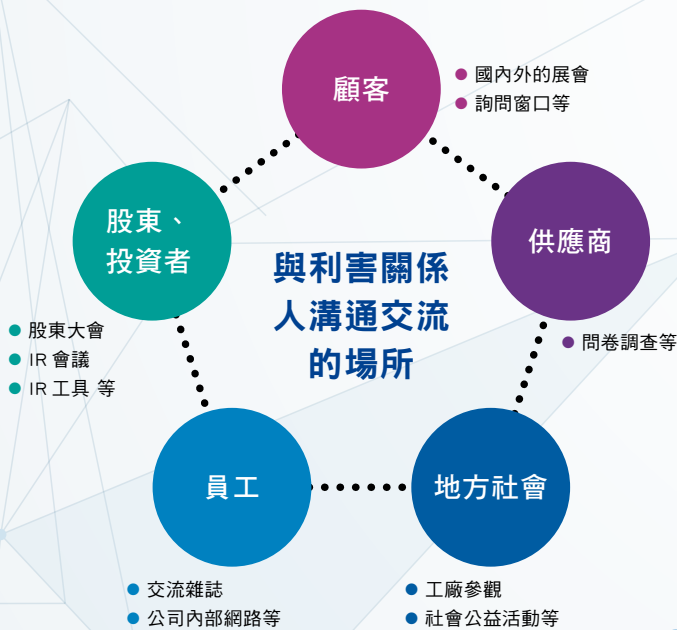 顧客
● 國內外的展會
● 詢問窗口等
股東、
投資者
● 股東大會
● IR 會議
● IR 工具 等
與利害關係
人溝通交流
的場所
供應商
● 問卷調查等
員工
● 交流雜誌
● 公司內部網路等
地方社會
● 工廠參觀
● 社會公益活動等